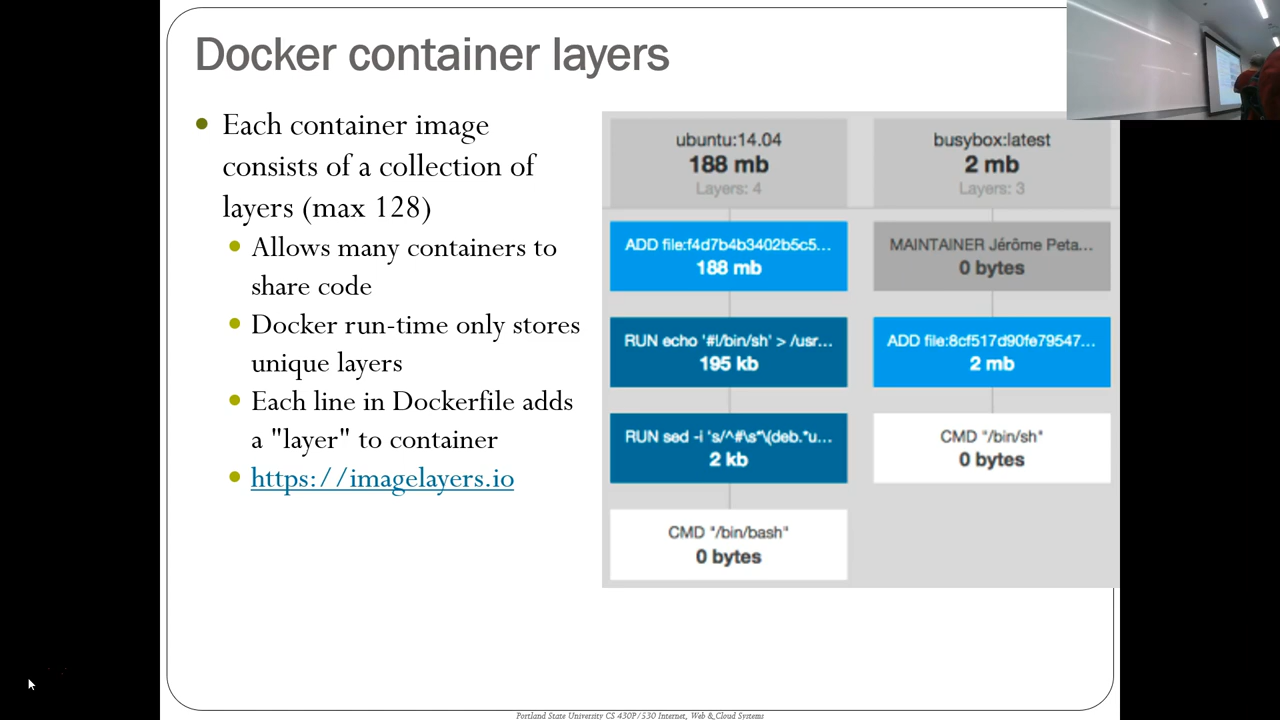 Docker container layers
• Each container image
consists of a collection of
layers (max 128)
• Allows many containers to
share code
• Docker run-time only stores
unique layers
• Each line in Dockerfile adds
a "layer" to container
• https://imagelayers.io
ubuntu:14.04
188 mb
Layers: 4
ADD file:f4d7b4b3402b5c5...
188 mb
RUN echo '#!/bin/sh' > /usr...
195 kb
RUN sed -i 's/^#\s*\(deb.*u...
2 kb
CMD "/bin/bash"
0 bytes
busybox:latest
2 mb
Layers: 3
MAINTAINER Jérôme Peta...
0 bytes
ADD file:8cf517d90fe79547...
2 mb
CMD "/bin/sh"
0 bytes
Portland State University CS 430P/530 Internet, Web & Cloud Systems